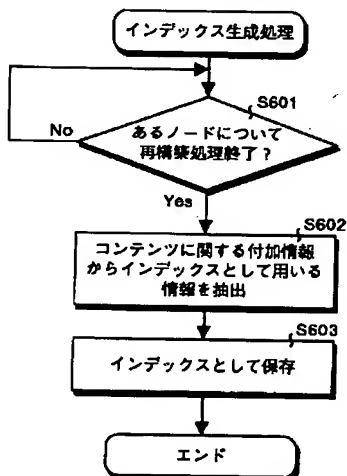 インデックス生成処理
S601
No
あるノードについて
再構築処理終了？
Yes
S602
コンテンツに関する付加情報
からインデックスとして用いる
情報を抽出
S603
インデックスとして保存
エンド